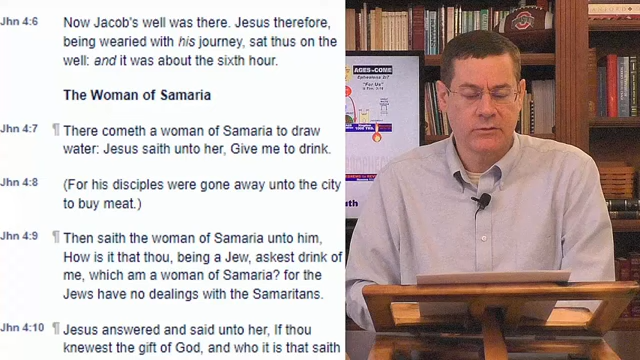 Jhn 4:6 Now Jacob's well was there. Jesus therefore,
being wearied with his journey, sat thus on the
well: and it was about the sixth hour.
The Woman of Samaria
Jhn 4:7 ¶ There cometh a woman of Samaria to draw
water: Jesus saith unto her, Give me to drink.
Jhn 4:8 (For his disciples were gone away unto the city
to buy meat.)
Jhn 4:9 ¶ Then saith the woman of Samaria unto him,
How is it that thou, being a Jew, askest drink of
me, which am a woman of Samaria? for the
Jews have no dealings with the Samaritans.
Jhn 4:10 ¶ Jesus answered and said unto her, If thou
knewest the gift of God, and who it is that saith
AGES—COME
Ephesians 2:7
"For Us"